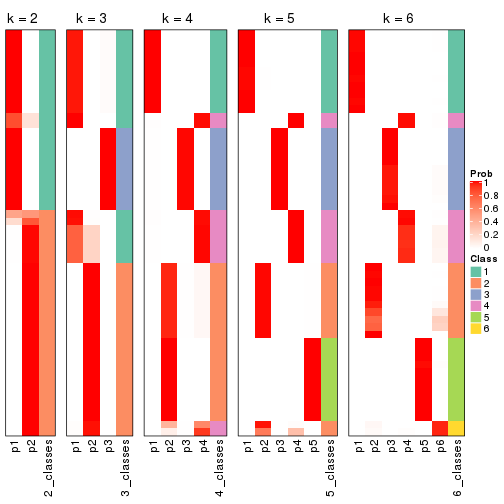 k = 2
k = 3
k = 4
k = 5
k = 6
p1
p2
2_classes
p1
p2
p3
3_classes
p1
p2
p3
p4
4_classes
p1
p2
p3
p4
p5
5_classes
p1
p2
p3
p4
p5
p6
6_classes
Prob
1
0.8
0.6
0.4
0.2
0
Class
1
2
3
4
5
6